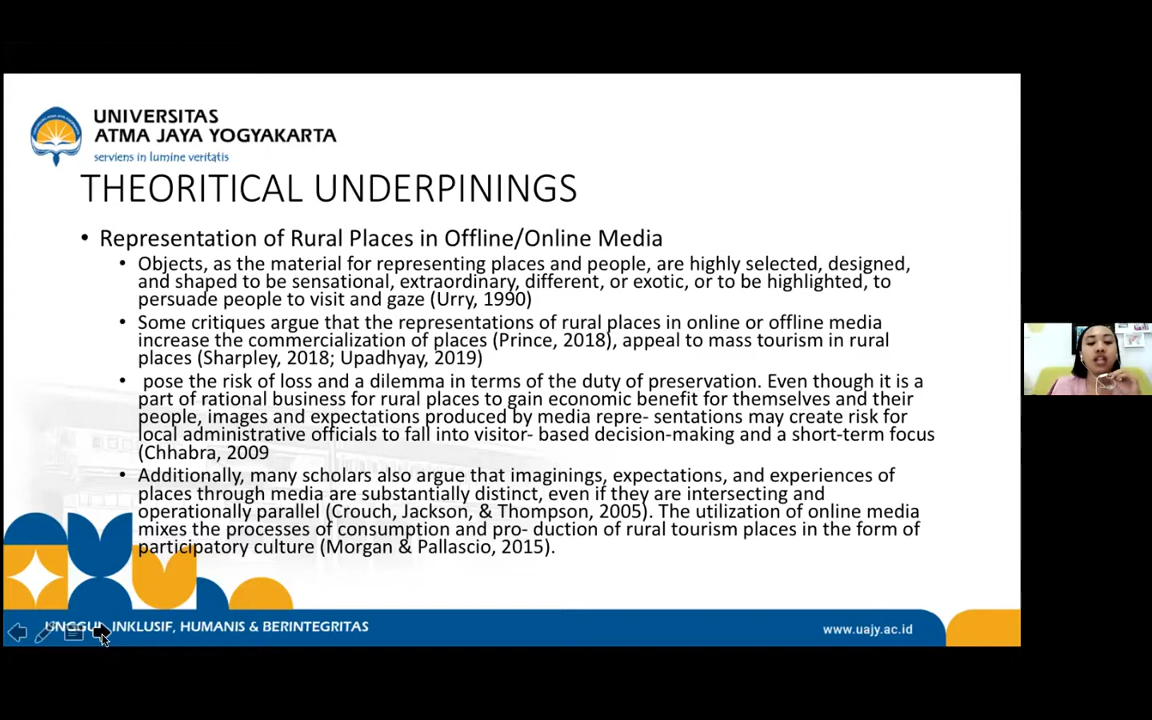 UNIVERSITAS
ATMA JAYA YOGYAKARTA
serviens in lumine veritatis
THEORITICAL UNDERPININGS
• Representation of Rural Places in Offline/Online Media
• Objects, as the material for representing places and people, are highly selected, designed,
and shaped to be sensational, extraordinary, different, or exotic, or to be highlighted, to
persuade people to visit and gaze (Urry, 1990)
• Some critiques argue that the representations of rural places in online or offline media
increase the commercialization of places (Prince, 2018), appeal to mass tourism in rural
places (Sharpley, 2018; Upadhyay, 2019)
• pose the risk of loss and a dilemma in terms of the duty of preservation. Even though it is a
part of rational business for rural places to gain economic benefit for themselves and their
people, images and expectations produced by media repre- sentations may create risk for
local administrative officials to fall into visitor- based decision-making and a short-term focus
(Chhabra, 2009
• Additionally, many scholars also argue that imaginings, expectations, and experiences of
places through media are substantially distinct, even if they are intersecting and
operationally parallel (Crouch, Jackson, & Thompson, 2005). The utilization of online media
mixes the processes of consumption and pro- duction of rural tourism places in the form of
participatory culture (Morgan & Pallascio, 2015).
INKLUSIF, HUMANIS & BERINTEGRITAS
www.uajy.ac.id